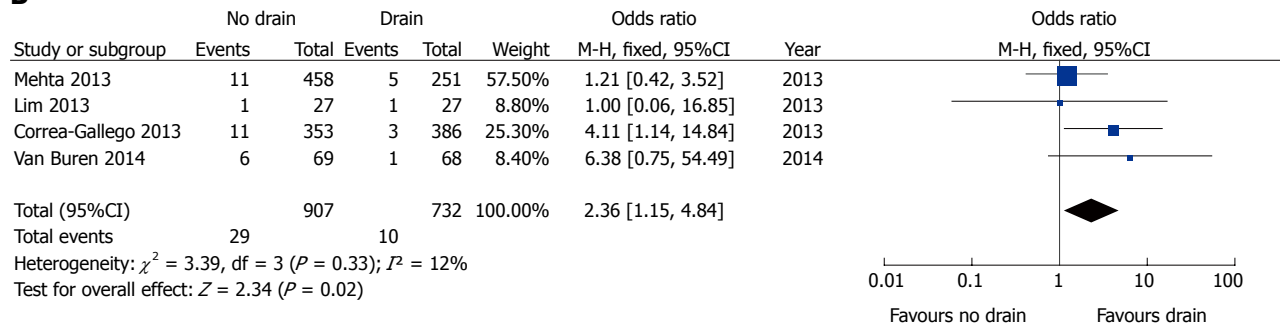 No drain Drain Odds ratio Odds ratio
Study or subgroup Events Total Events Total Weight M-H, fixed, 95%CI Year M-H, fixed, 95%CI
Mehta 2013 11 458 5 251 57.50% 1.21 [0.42, 3.52] 2013
Lim 2013 1 27 1 27 8.80% 1.00 [0.06, 16.85] 2013
Correa-Gallego 2013 11 353 3 386 25.30% 4.11 [1.14, 14.84] 2013
Van Buren 2014 6 69 1 68 8.40% 6.38 [0.75, 54.49] 2014
Total (95%CI) 907 732 100.00% 2.36 [1.15, 4.84]
Total events 29 10
Heterogeneity: χ² = 3.39, df = 3 (P = 0.33); I² = 12%
Test for overall effect: Z = 2.34 (P = 0.02)
0.01 0.1 1 10 100
Favours no drain Favours drain